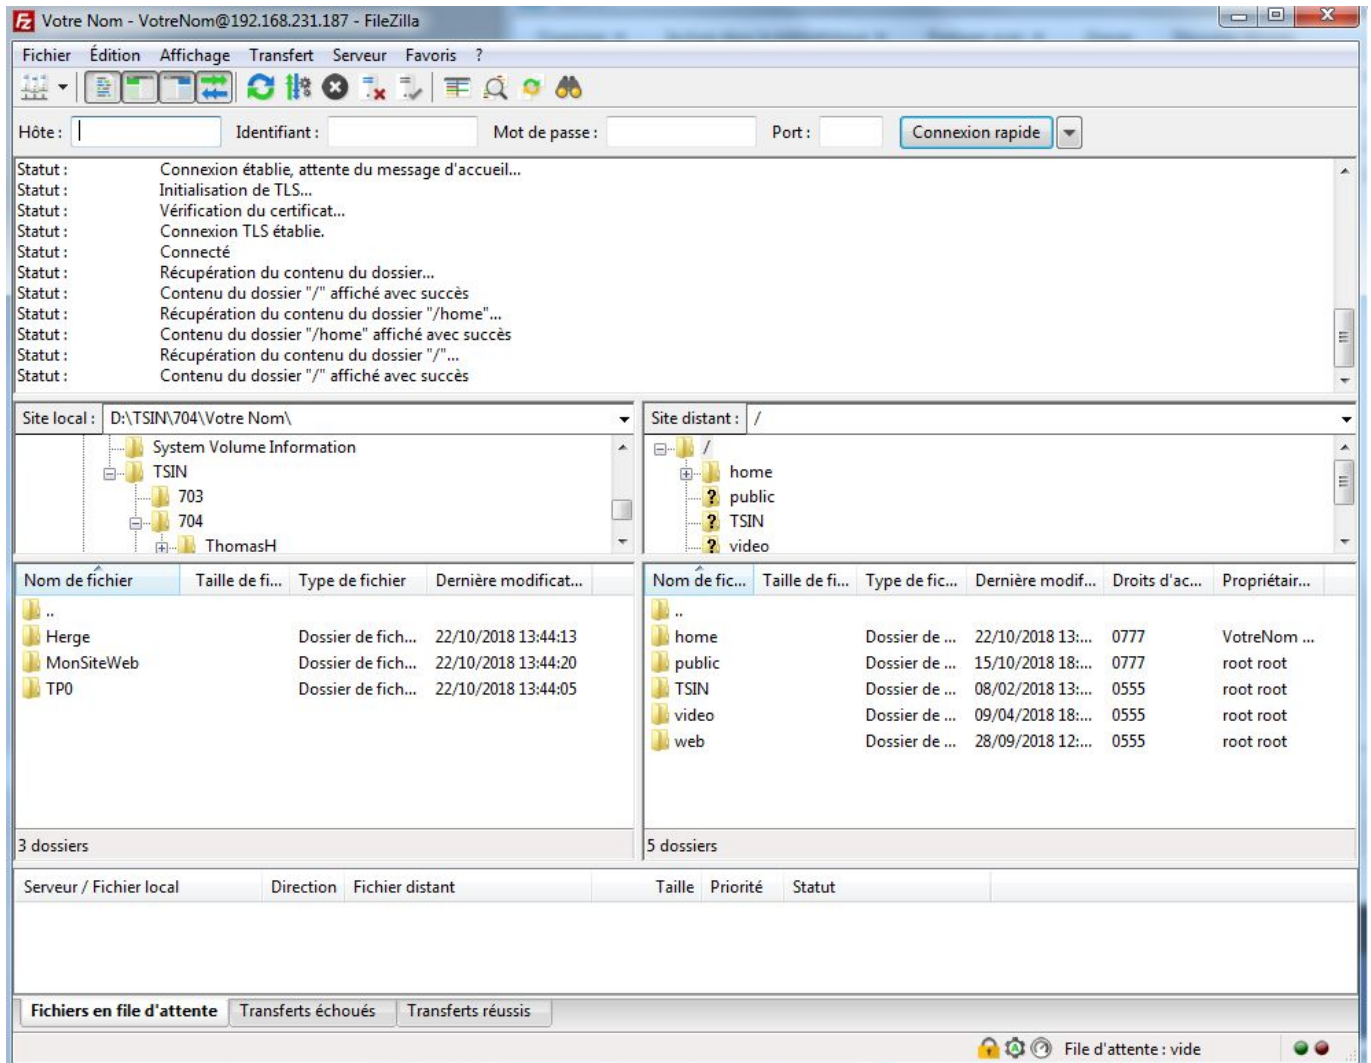 Votre Nom - VotreNom@192.168.231.187 - FileZilla
Fichier Édition Affichage Transfert Serveur Favoris ?
Hôte : Identifiant : Mot de passe : Port : Connexion rapide
Statut : Connexion établie, attente du message d'accueil...
Statut : Initialisation de TLS...
Statut : Vérification du certificat...
Statut : Connexion TLS établie.
Statut : Connecté
Statut : Récupération du contenu du dossier...
Statut : Contenu du dossier "/" affiché avec succès
Statut : Récupération du contenu du dossier "/home"...
Statut : Contenu du dossier "/home" affiché avec succès
Statut : Récupération du contenu du dossier "/"...
Statut : Contenu du dossier "/" affiché avec succès
Site local : D:\TSIN\704\Votre Nom\
System Volume Information
TSIN
703
704
ThomasH
Site distant : /
/
home
? public
? TSIN
? video
Nom de fichier Taille de fi... Type de fichier Dernière modificat...
..
Herge Dossier de fich... 22/10/2018 13:44:13
MonSiteWeb Dossier de fich... 22/10/2018 13:44:20
TP0 Dossier de fich... 22/10/2018 13:44:05
3 dossiers
Nom de fic... Taille de fi... Type de fic... Dernière modif... Droits d'ac... Propriétair...
..
home Dossier de ... 22/10/2018 13:... 0777 VotreNom ...
public Dossier de ... 15/10/2018 18:... 0777 root root
TSIN Dossier de ... 08/02/2018 13:... 0555 root root
video Dossier de ... 09/04/2018 18:... 0555 root root
web Dossier de ... 28/09/2018 12:... 0555 root root
5 dossiers
Serveur / Fichier local Direction Fichier distant Taille Priorité Statut
Fichiers en file d'attente Transferts échoués Transferts réussis
File d'attente : vide